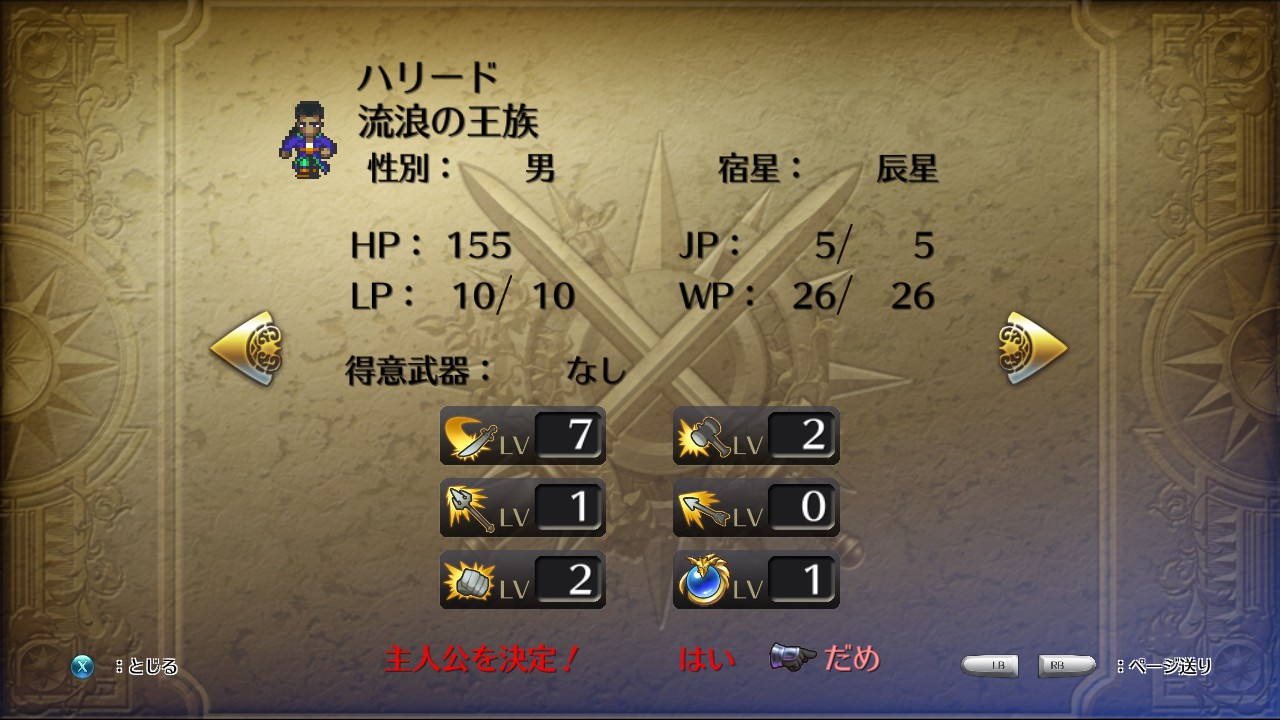 ハリード
流浪の王族
性別: 男 宿星: 辰星
HP: 155 JP: 5/ 5
LP: 10/ 10 WP: 26/ 26
得意武器: なし
LV 7 LV 2
LV 1 LV 0
LV 2 LV 1
主人公を決定! はい だめ
X :とじる LB RB :ページ送り